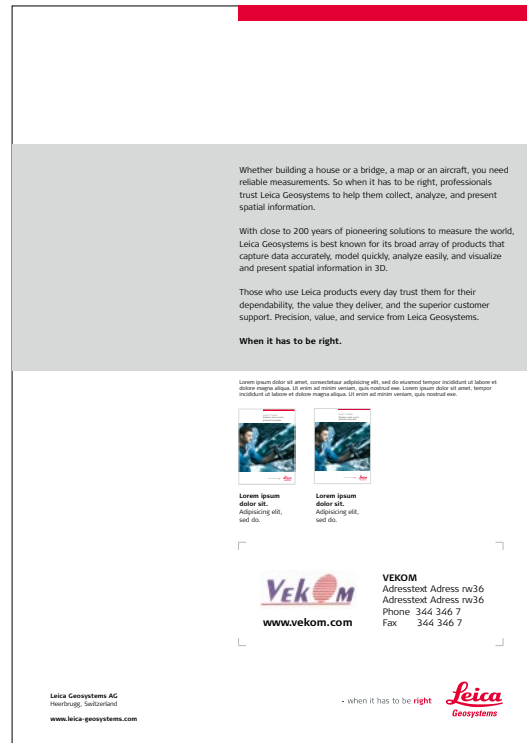 Whether building a house or a bridge, a map or an aircraft, you need
reliable measurements. So when it has to be right, professionals
trust Leica Geosystems to help them collect, analyze, and present
spatial information.
With close to 200 years of pioneering solutions to measure the world,
Leica Geosystems is best known for its broad array of products that
capture data accurately, model quickly, analyze easily, and visualize
and present spatial information in 3D.
Those who use Leica products every day trust them for their
dependability, the value they deliver, and the superior customer
support. Precision, value, and service from Leica Geosystems.
When it has to be right.
Lorem ipsum dolor sit amet, consectetaur adipisicing elit, sed do eiusmod tempor incididunt ut labore et
dolore magna aliqua. Ut enim ad minim veniam, quis nostrud exe. Lorem ipsum dolor sit amet, tempor
incididunt ut labore et dolore magna aliqua. Ut enim ad minim veniam, quis nostrud exe.
Lorem ipsum
dolor sit.
Adipisicing elit,
sed do.
Lorem ipsum
dolor sit.
Adipisicing elit,
sed do.
VEKOM
www.vekom.com
VEKOM
Adresstext Adress rw36
Adresstext Adress rw36
Phone 344 346 7
Fax 344 346 7
Leica Geosystems AG
Heerbrugg, Switzerland
www.leica-geosystems.com
- when it has to be right
Leica
Geosystems